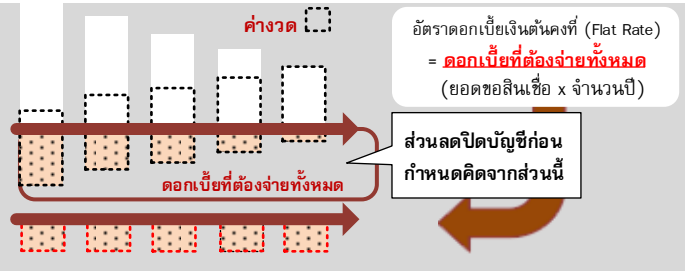 ค่างวด
อัตราดอกเบี้ยเงินต้นคงที่ (Flat Rate)
= ดอกเบี้ยที่ต้องจ่ายทั้งหมด
(ยอดขอสินเชื่อ x จำนวนปี)
ส่วนลดปิดบัญชีก่อน
กำหนดคิดจากส่วนนี้
ดอกเบี้ยที่ต้องจ่ายทั้งหมด